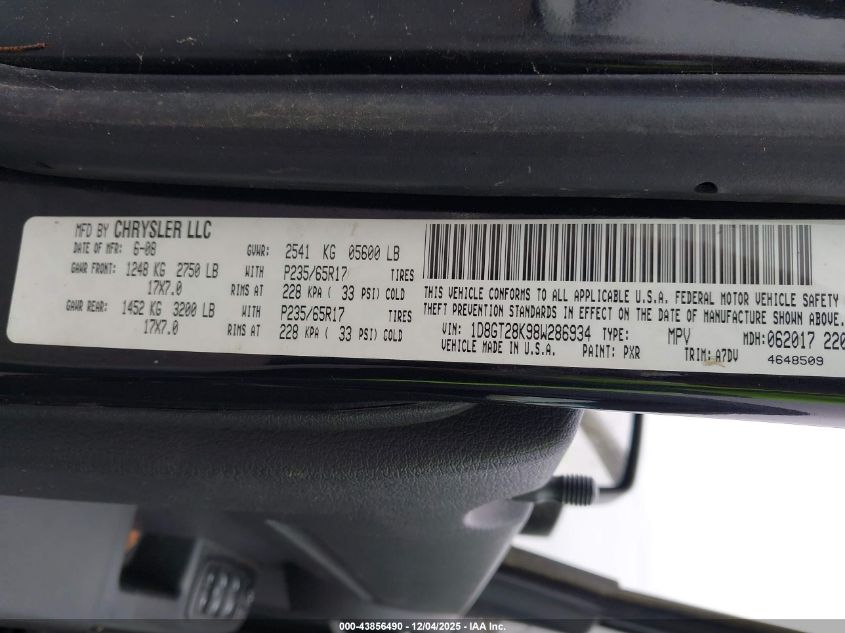 MFD BY CHRYSLER LLC
DATE OF MFR: 6-08 GVWR: 2541 KG 05600 LB
GAWR FRONT: 1248 KG 2750 LB WITH P235/65R17 TIRES
17X7.0 RIMS AT 228 KPA ( 33 PSI) COLD
GAWR REAR: 1452 KG 3200 LB WITH P235/65R17 TIRES
17X7.0 RIMS AT 228 KPA ( 33 PSI) COLD
THIS VEHICLE CONFORMS TO ALL APPLICABLE U.S.A. FEDERAL MOTOR VEHICLE SAFETY
THEFT PREVENTION STANDARDS IN EFFECT ON THE DATE OF MANUFACTURE SHOWN ABOVE.
VIN: 1D8GT28K98W286934 TYPE: MPV MDH: 062017 220
VEHICLE MADE IN U.S.A. PAINT: PXR TRIM: A7DV
4648509
000-43856490 - 12/04/2025 - IAA Inc.